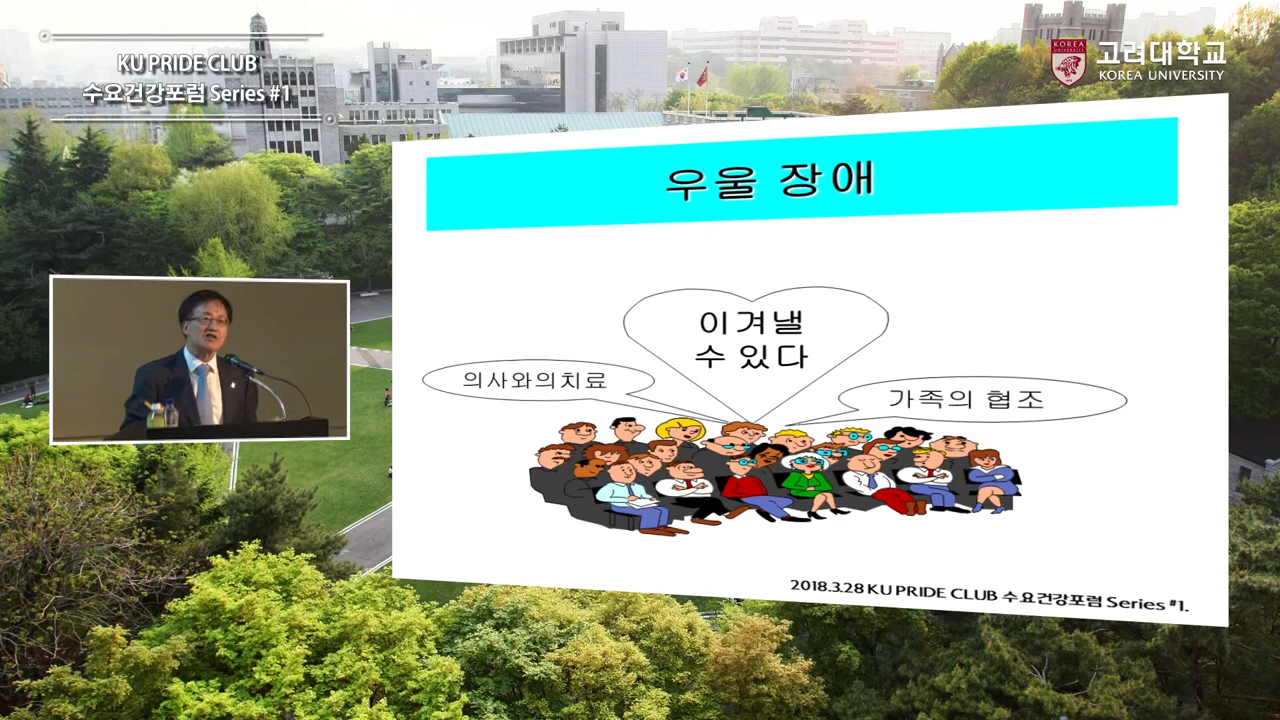 KU PRIDE CLUB
수요건강포럼 Series #1
KOREA
UNIVERSITY
고려대학교
KOREA UNIVERSITY
우울 장애
이겨낼
수 있다
의사와의치료
가족의 협조
2018.3.28 KU PRIDE CLUB 수요건강포럼 Series #1.